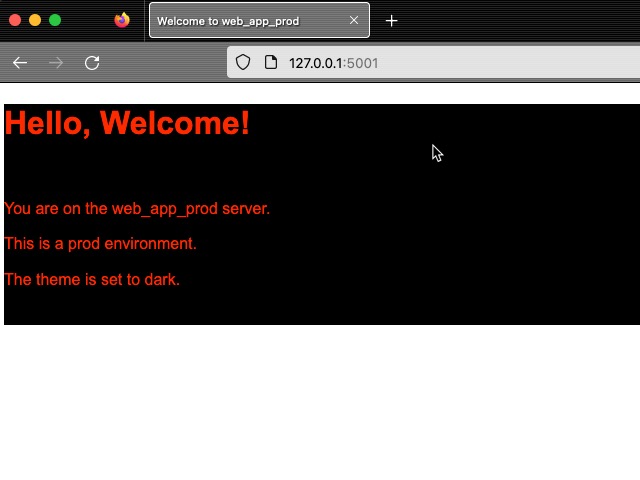 Welcome to web_app_prod
127.0.0.1:5001
Hello, Welcome!
You are on the web_app_prod server.
This is a prod environment.
The theme is set to dark.